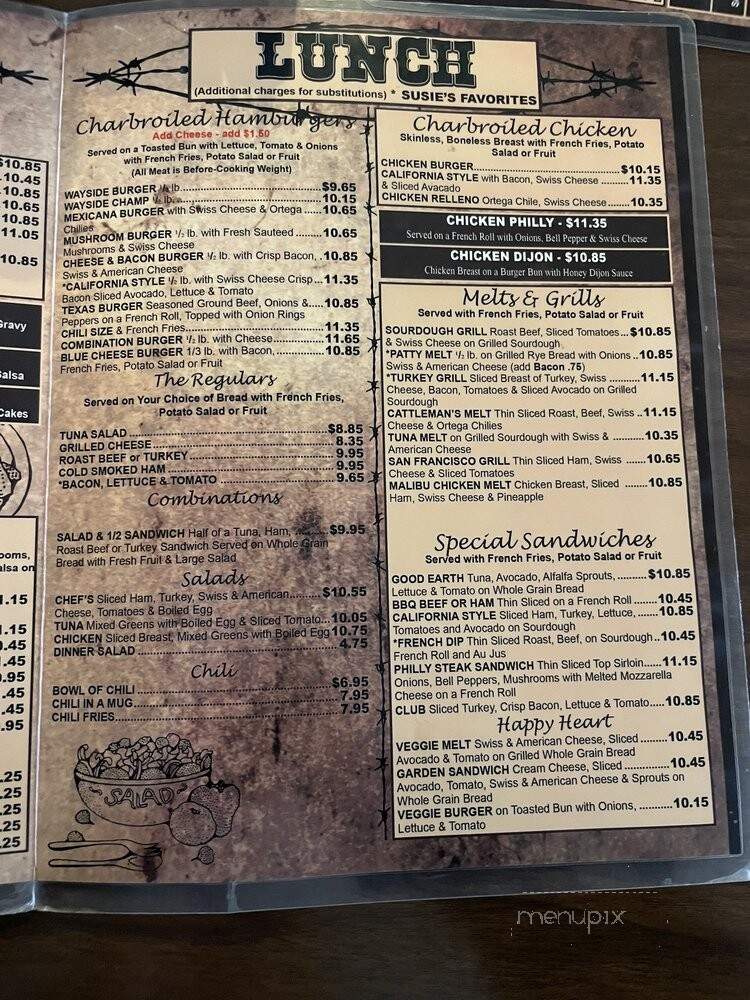 LUNCH
(Additional charges for substitutions) * SUSIE'S FAVORITES
Charbroiled Hamburgers
Add Cheese - add $1.50
Served on a Toasted Bun with Lettuce, Tomato & Onions
with French Fries, Potato Salad or Fruit
(All Meat is Before-Cooking Weight)
WAYSIDE BURGER lb. $9.65
WAYSIDE CHAMP lb. 10.15
MEXICANA BURGER with Swiss Cheese & Ortega ..... 10.65
Chilies
MUSHROOM BURGER 1/2 lb. with Fresh Sauteed ....... 10.65
Mushrooms & Swiss Cheese
CHEESE & BACON BURGER 1/2 lb. with Crisp Bacon, . 10.85
Swiss & American Cheese
*CALIFORNIA STYLE 1/2 lb. with Swiss Cheese Crisp ... 11.35
Bacon Sliced Avocado, Lettuce & Tomato
TEXAS BURGER Seasoned Ground Beef, Onions &..... 10.85
Peppers on a French Roll, Topped with Onion Rings
CHILI SIZE & French Fries................ 11.35
COMBINATION BURGER 1/2 lb. with Cheese............. 11.65
BLUE CHEESE BURGER 1/3 lb. with Bacon,............. 10.85
French Fries, Potato Salad or Fruit
The Regulars
Served on Your Choice of Bread with French Fries,
Potato Salad or Fruit
TUNA SALAD ................ $8.85
GRILLED CHEESE ................ 8.35
ROAST BEEF or TURKEY................ 9.95
COLD SMOKED HAM ................ 9.95
*BACON, LETTUCE & TOMATO ................ 9.65
Combinations
SALAD & 1/2 SANDWICH Half of a Tuna, Ham, ......... $9.95
Roast Beef or Turkey Sandwich Served on Whole Grain
Bread with Fresh Fruit & Large Salad
Salads
CHEF'S Sliced Ham, Turkey, Swiss & American........ $10.55
Cheese, Tomatoes & Boiled Egg
TUNA Mixed Greens with Boiled Egg & Sliced Tomato... 10.05
CHICKEN Sliced Breast, Mixed Greens with Boiled Egg 10.75
DINNER SALAD ................ 4.75
Chili
BOWL OF CHILI ................ $6.95
CHILI IN A MUG................ 7.95
CHILI FRIES................ 7.95
SALAD
Charbroiled Chicken
Skinless, Boneless Breast with French Fries, Potato
Salad or Fruit
CHICKEN BURGER................ $10.15
CALIFORNIA STYLE with Bacon, Swiss Cheese ........ 11.35
& Sliced Avacado
CHICKEN RELLENO Ortega Chile, Swiss Cheese........ 10.35
CHICKEN PHILLY - $11.35
Served on a French Roll with Onions, Bell Pepper & Swiss Cheese
CHICKEN DIJON - $10.85
Chicken Breast on a Burger Bun with Honey Dijon Sauce
Melts & Grills
Served with French Fries, Potato Salad or Fruit
SOURDOUGH GRILL Roast Beef, Sliced Tomatoes... $10.85
& Swiss Cheese on Grilled Sourdough
*PATTY MELT 1/2 lb. on Grilled Rye Bread with Onions .. 10.85
Swiss & American Cheese (add Bacon .75)
*TURKEY GRILL Sliced Breast of Turkey, Swiss .......... 11.15
Cheese, Bacon, Tomatoes & Sliced Avocado on Grilled
Sourdough
CATTLEMAN'S MELT Thin Sliced Roast, Beef, Swiss .. 11.15
Cheese & Ortega Chilies
TUNA MELT on Grilled Sourdough with Swiss & ......... 10.35
American Cheese
SAN FRANCISCO GRILL Thin Sliced Ham, Swiss ...... 10.65
Cheese & Sliced Tomatoes
MALIBU CHICKEN MELT Chicken Breast, Sliced ....... 10.85
Ham, Swiss Cheese & Pineapple
Special Sandwiches
Served with French Fries, Potato Salad or Fruit
GOOD EARTH Tuna, Avocado, Alfalfa Sprouts, ......... $10.85
Lettuce & Tomato on Whole Grain Bread
BBQ BEEF OR HAM Thin Sliced on a French Roll ....... 10.45
CALIFORNIA STYLE Sliced Ham, Turkey, Lettuce, ...... 10.85
Tomatoes and Avocado on Sourdough
*FRENCH DIP Thin Sliced Roast, Beef, on Sourdough.. 10.45
French Roll and Au Jus
PHILLY STEAK SANDWICH Thin Sliced Top Sirloin..... 11.15
Onions, Bell Peppers, Mushrooms with Melted Mozzarella
Cheese on a French Roll
CLUB Sliced Turkey, Crisp Bacon, Lettuce & Tomato..... 10.85
Happy Heart
VEGGIE MELT Swiss & American Cheese, Sliced ........ 10.45
Avocado & Tomato on Grilled Whole Grain Bread
GARDEN SANDWICH Cream Cheese, Sliced ............. 10.45
Avocado, Tomato, Swiss & American Cheese & Sprouts on
Whole Grain Bread
VEGGIE BURGER on Toasted Bun with Onions, .......... 10.15
Lettuce & Tomato
menupix